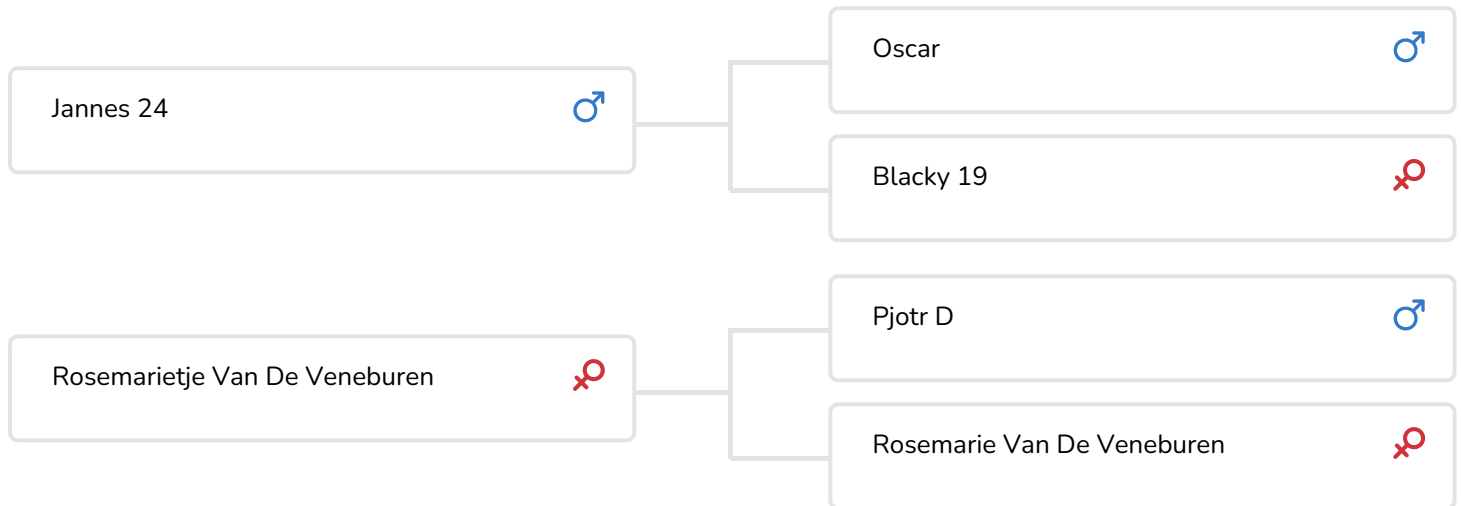 Oscar
Jannes 24
Blacky 19
Pjotr D
Rosemarietje Van De Veneburen
Rosemarie Van De Veneburen